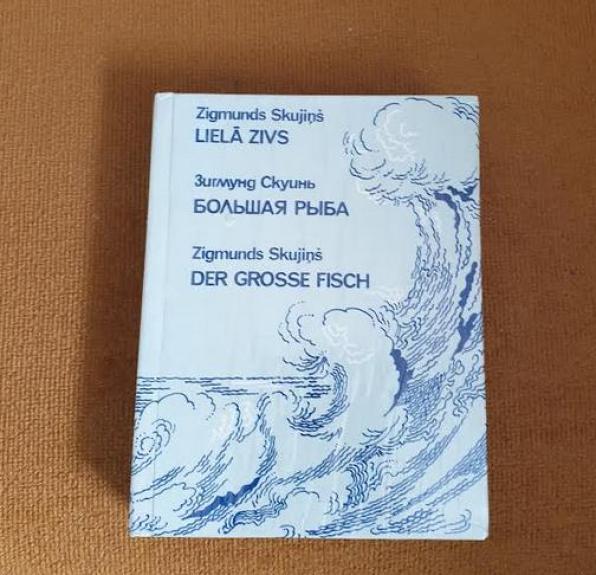 Zigmunds Skujiņš
LIELĀ ZIVS
Зигмунд Скуинь
БОЛЬШАЯ РЫБА
Zigmunds Skujiņš
DER GROSSE FISCH